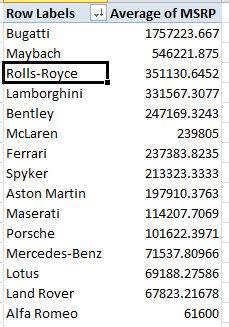 Row Labels Average of MSRP
Bugatti 1757223.667
Maybach 546221.875
Rolls-Royce 351130.6452
Lamborghini 331567.3077
Bentley 247169.3243
McLaren 239805
Ferrari 237383.8235
Spyker 213323.3333
Aston Martin 197910.3763
Maserati 114207.7069
Porsche 101622.3971
Mercedes-Benz 71537.80966
Lotus 69188.27586
Land Rover 67823.21678
Alfa Romeo 61600